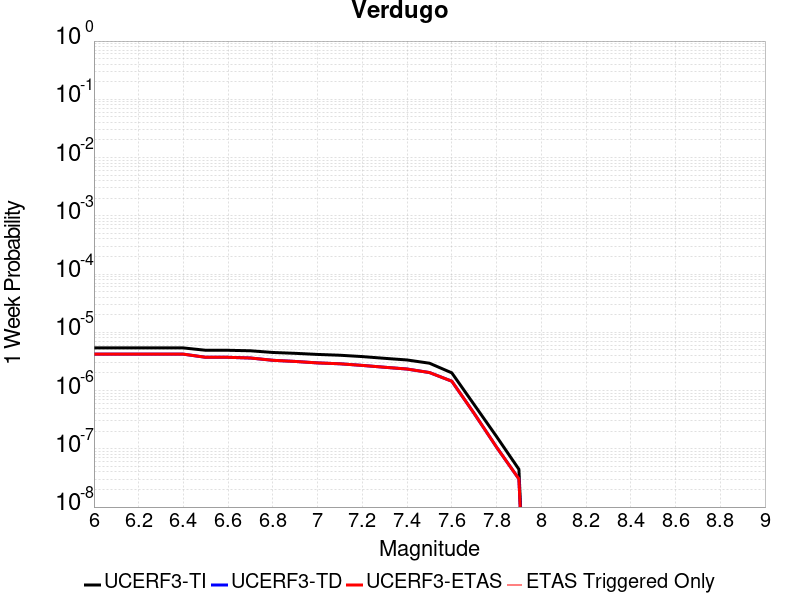 Verdugo
10^0
10^-1
10^-2
10^-3
10^-4
10^-5
10^-6
10^-7
10^-8
1 Week Probability
6 6.2 6.4 6.6 6.8 7 7.2 7.4 7.6 7.8 8 8.2 8.4 8.6 8.8 9
Magnitude
UCERF3-TI UCERF3-TD UCERF3-ETAS ETAS Triggered Only